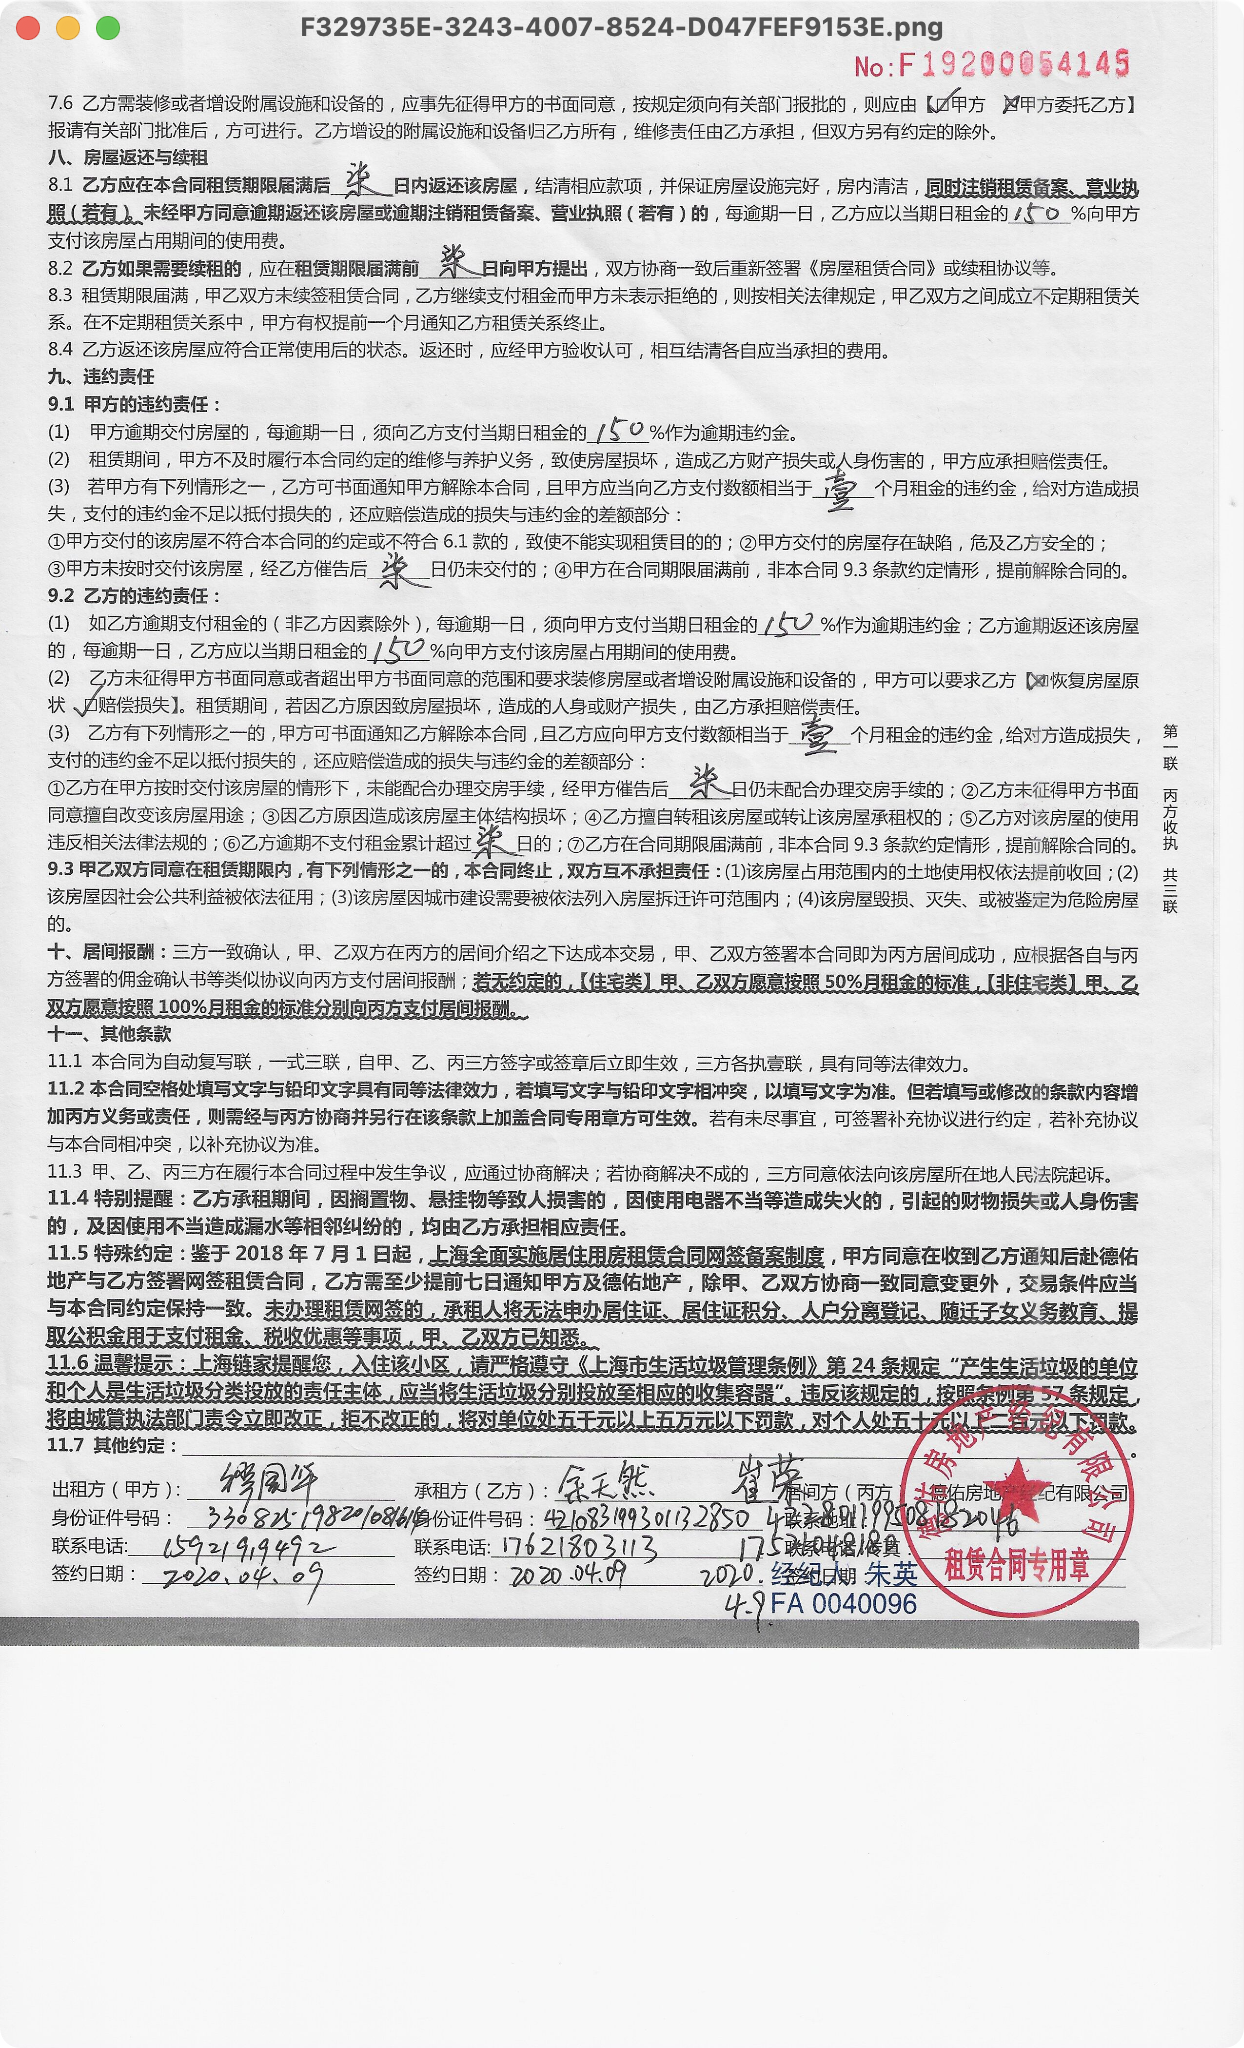 F329735E-3243-4007-8524-D047FEF9153E.png
No:F19200054145
7.6 乙方需装修或者增设附属设施和设备的，应事先征得甲方的书面同意，按规定须向有关部门报批的，则应由【☑甲方 ☒甲方委托乙方】
报请有关部门批准后，方可进行。乙方增设的附属设施和设备归乙方所有，维修责任由乙方承担，但双方另有约定的除外。
八、房屋返还与续租
8.1 乙方应在本合同租赁期限届满后 柒 日内返还该房屋，结清相应款项，并保证房屋设施完好，房内清洁，同时注销租赁备案、营业执
照（若有）。未经甲方同意逾期返还该房屋或逾期注销租赁备案、营业执照（若有）的，每逾期一日，乙方应以当期日租金的 150 %向甲方
支付该房屋占用期间的使用费。
8.2 乙方如果需要续租的，应在租赁期限届满前 柒 日向甲方提出，双方协商一致后重新签署《房屋租赁合同》或续租协议等。
8.3 租赁期限届满，甲乙双方未续签租赁合同，乙方继续支付租金而甲方未表示拒绝的，则按相关法律规定，甲乙双方之间成立不定期租赁关
系。在不定期租赁关系中，甲方有权提前一个月通知乙方租赁关系终止。
8.4 乙方返还该房屋应符合正常使用后的状态。返还时，应经甲方验收认可，相互结清各自应当承担的费用。
九、违约责任
9.1 甲方的违约责任：
(1) 甲方逾期交付房屋的，每逾期一日，须向乙方支付当期日租金的 150 %作为逾期违约金。
(2) 租赁期间，甲方不及时履行本合同约定的维修与养护义务，致使房屋损坏，造成乙方财产损失或人身伤害的，甲方应承担赔偿责任。
(3) 若甲方有下列情形之一，乙方可书面通知甲方解除本合同，且甲方应当向乙方支付数额相当于 壹 个月租金的违约金，给对方造成损
失，支付的违约金不足以抵付损失的，还应赔偿造成的损失与违约金的差额部分：
①甲方交付的该房屋不符合本合同的约定或不符合 6.1 款的，致使不能实现租赁目的的；②甲方交付的房屋存在缺陷，危及乙方安全的；
③甲方未按时交付该房屋，经乙方催告后 柒 日仍未交付的；④甲方在合同期限届满前，非本合同 9.3 条款约定情形，提前解除合同的。
9.2 乙方的违约责任：
(1) 如乙方逾期支付租金的（非乙方因素除外），每逾期一日，须向甲方支付当期日租金的 150 %作为逾期违约金；乙方逾期返还该房屋
的，每逾期一日，乙方应以当期日租金的 150 %向甲方支付该房屋占用期间的使用费。
(2) 乙方未征得甲方书面同意或者超出甲方书面同意的范围和要求装修房屋或者增设附属设施和设备的，甲方可以要求乙方【☒恢复房屋原
状 ☑赔偿损失】。租赁期间，若因乙方原因致房屋损坏，造成的人身或财产损失，由乙方承担赔偿责任。
(3) 乙方有下列情形之一的，甲方可书面通知乙方解除本合同，且乙方应向甲方支付数额相当于 壹 个月租金的违约金，给对方造成损失，
支付的违约金不足以抵付损失的，还应赔偿造成的损失与违约金的差额部分：
①乙方在甲方按时交付该房屋的情形下，未能配合办理交房手续，经甲方催告后 柒 日仍未配合办理交房手续的；②乙方未征得甲方书面
同意擅自改变该房屋用途；③因乙方原因造成该房屋主体结构损坏；④乙方擅自转租该房屋或转让该房屋承租权的；⑤乙方对该房屋的使用
违反相关法律法规的；⑥乙方逾期不支付租金累计超过 柒 日的；⑦乙方在合同期限届满前，非本合同 9.3 条款约定情形，提前解除合同的。
9.3 甲乙双方同意在租赁期限内，有下列情形之一的，本合同终止，双方互不承担责任：(1)该房屋占用范围内的土地使用权依法提前收回；(2)
该房屋因社会公共利益被依法征用；(3)该房屋因城市建设需要被依法列入房屋拆迁许可范围内；(4)该房屋毁损、灭失、或被鉴定为危险房屋
的。
十、居间报酬：三方一致确认，甲、乙双方在丙方的居间介绍之下达成本交易，甲、乙双方签署本合同即为丙方居间成功，应根据各自与丙
方签署的佣金确认书等类似协议向丙方支付居间报酬；若无约定的，【住宅类】甲、乙双方愿意按照 50%月租金的标准，【非住宅类】甲、乙
双方愿意按照 100%月租金的标准分别向丙方支付居间报酬。
十一、其他条款
11.1 本合同为自动复写联，一式三联，自甲、乙、丙三方签字或签章后立即生效，三方各执壹联，具有同等法律效力。
11.2 本合同空格处填写文字与铅印文字具有同等法律效力，若填写文字与铅印文字相冲突，以填写文字为准。但若填写或修改的条款内容增
加丙方义务或责任，则需经与丙方协商并另行在该条款上加盖合同专用章方可生效。若有未尽事宜，可签署补充协议进行约定，若补充协议
与本合同相冲突，以补充协议为准。
11.3 甲、乙、丙三方在履行本合同过程中发生争议，应通过协商解决；若协商解决不成的，三方同意依法向该房屋所在地人民法院起诉。
11.4 特别提醒：乙方承租期间，因搁置物、悬挂物等致人损害的，因使用电器不当等造成失火的，引起的财物损失或人身伤害
的，及因使用不当造成漏水等相邻纠纷的，均由乙方承担相应责任。
11.5 特殊约定：鉴于 2018 年 7 月 1 日起，上海全面实施居住用房租赁合同网签备案制度，甲方同意在收到乙方通知后赴德佑
地产与乙方签署网签租赁合同，乙方需至少提前七日通知甲方及德佑地产，除甲、乙双方协商一致同意变更外，交易条件应当
与本合同约定保持一致。未办理租赁网签的，承租人将无法申办居住证、居住证积分、人户分离登记、随迁子女义务教育、提
取公积金用于支付租金、税收优惠等事项，甲、乙双方已知悉。
11.6 温馨提示：上海链家提醒您，入住该小区，请严格遵守《上海市生活垃圾管理条例》第 24 条规定“产生生活垃圾的单位
和个人是生活垃圾分类投放的责任主体，应当将生活垃圾分别投放至相应的收集容器”。违反该规定的，按照条例第 57 条规定，
将由城管执法部门责令立即改正，拒不改正的，将对单位处五千元以上五万元以下罚款，对个人处五十元以上二百元以下罚款。
11.7 其他约定：
出租方（甲方）： 承租方（乙方）：余天然 崔荣 居间方（丙方）：德佑房地产经纪有限公司
身份证件号码： 身份证件号码：421083199301132850 联系地址：
联系电话: 15921919492 联系电话: 17621803113 联系电话/传真：
签约日期：2020.04.09 签约日期：2020.04.09 2020. 签约日期：
4.9
经纪人 朱英
FA 0040096
德佑房地产经纪有限公司
租赁合同专用章
第一联 丙方收执 共三联